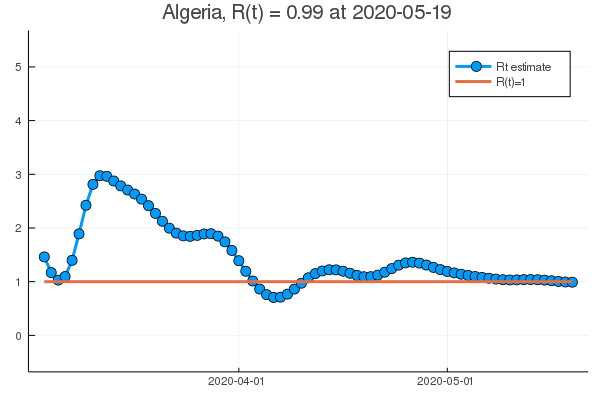 Algeria, R(t) = 0.99 at 2020-05-19
5
4
3
2
1
0
Rt estimate
R(t)=1
2020-04-01
2020-05-01